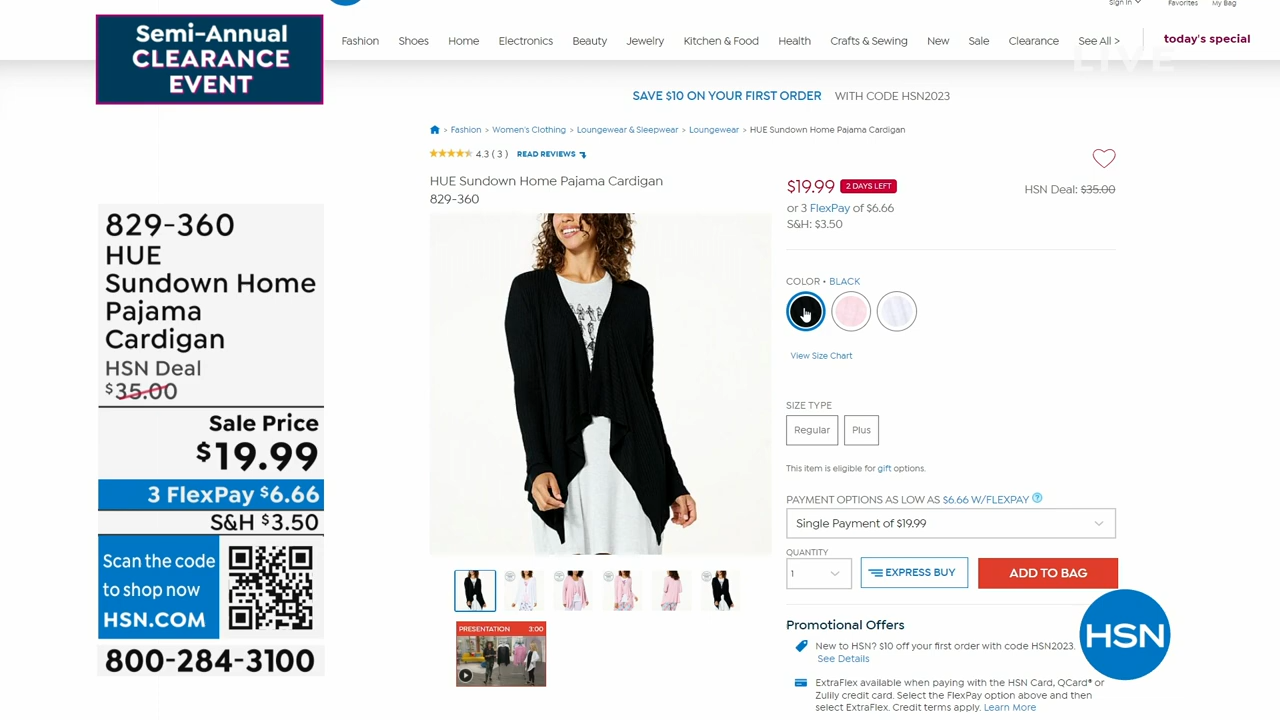 Semi-Annual
CLEARANCE
EVENT
Sign In
Favorites
My Bag
Fashion Shoes Home Electronics Beauty Jewelry Kitchen & Food Health Crafts & Sewing New Sale Clearance See All >
today's special
LIVE
SAVE $10 ON YOUR FIRST ORDER WITH CODE HSN2023
> Fashion > Women's Clothing > Loungewear & Sleepwear > Loungewear > HUE Sundown Home Pajama Cardigan
4.3 ( 3 ) READ REVIEWS
HUE Sundown Home Pajama Cardigan
829-360
$19.99 2 DAYS LEFT
HSN Deal: $35.00
or 3 FlexPay of $6.66
S&H: $3.50
COLOR • BLACK
View Size Chart
SIZE TYPE
Regular
Plus
This item is eligible for gift options.
PAYMENT OPTIONS AS LOW AS $6.66 W/FLEXPAY ?
Single Payment of $19.99
QUANTITY
1
EXPRESS BUY
ADD TO BAG
Promotional Offers
New to HSN? $10 off your first order with code HSN2023.
See Details
ExtraFlex available when paying with the HSN Card, QCard® or
Zulily credit card. Select the FlexPay option above and then
select ExtraFlex. Credit terms apply. Learn More
PRESENTATION 3:00
829-360
HUE
Sundown Home
Pajama
Cardigan
HSN Deal
$35.00
Sale Price
$19.99
3 FlexPay $6.66
S&H $3.50
Scan the code
to shop now
HSN.COM
800-284-3100
HSN